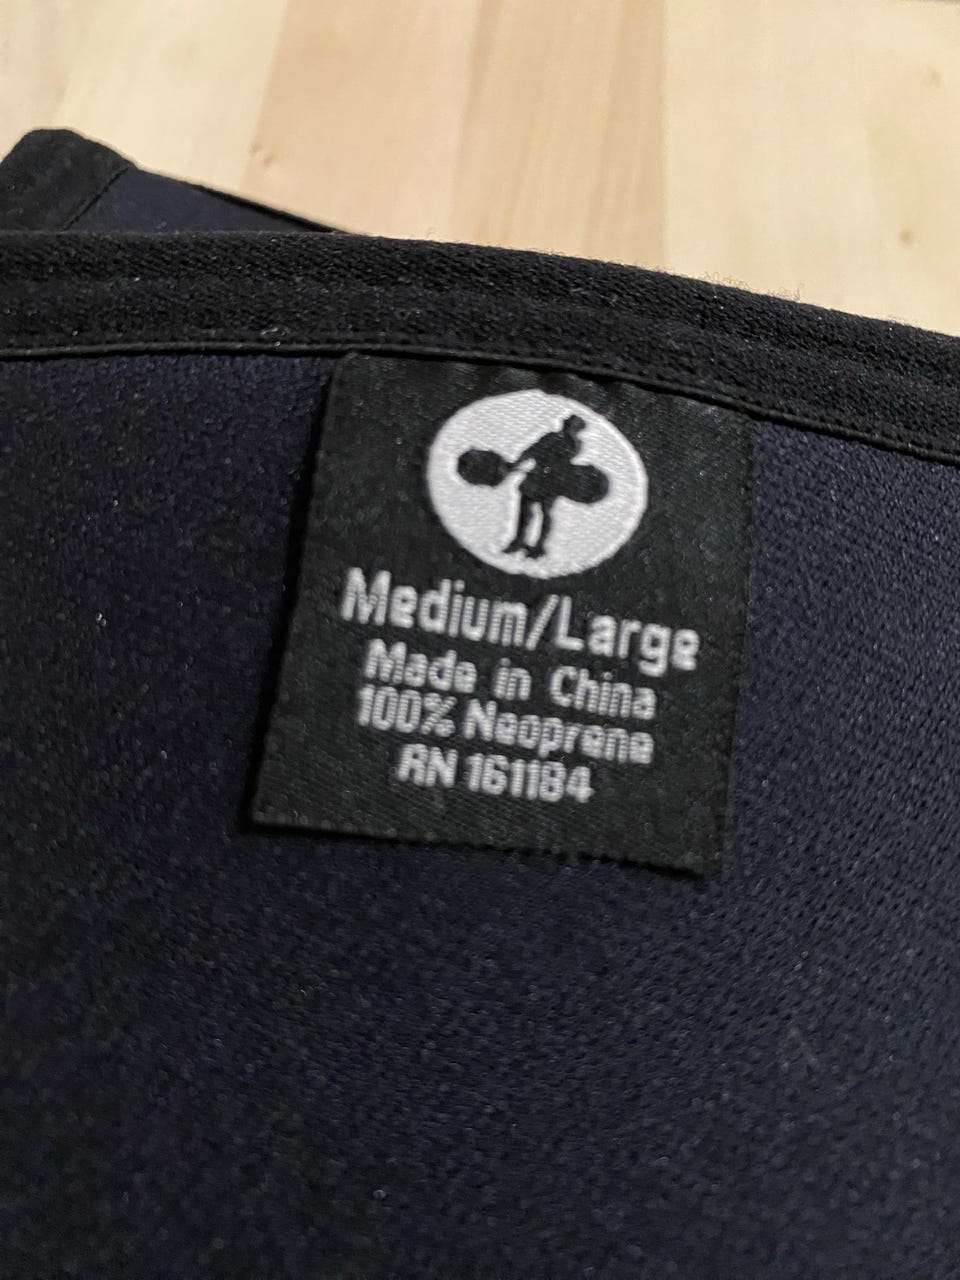 Medium/Large
Made in China
100% Neoprene
RN 161184